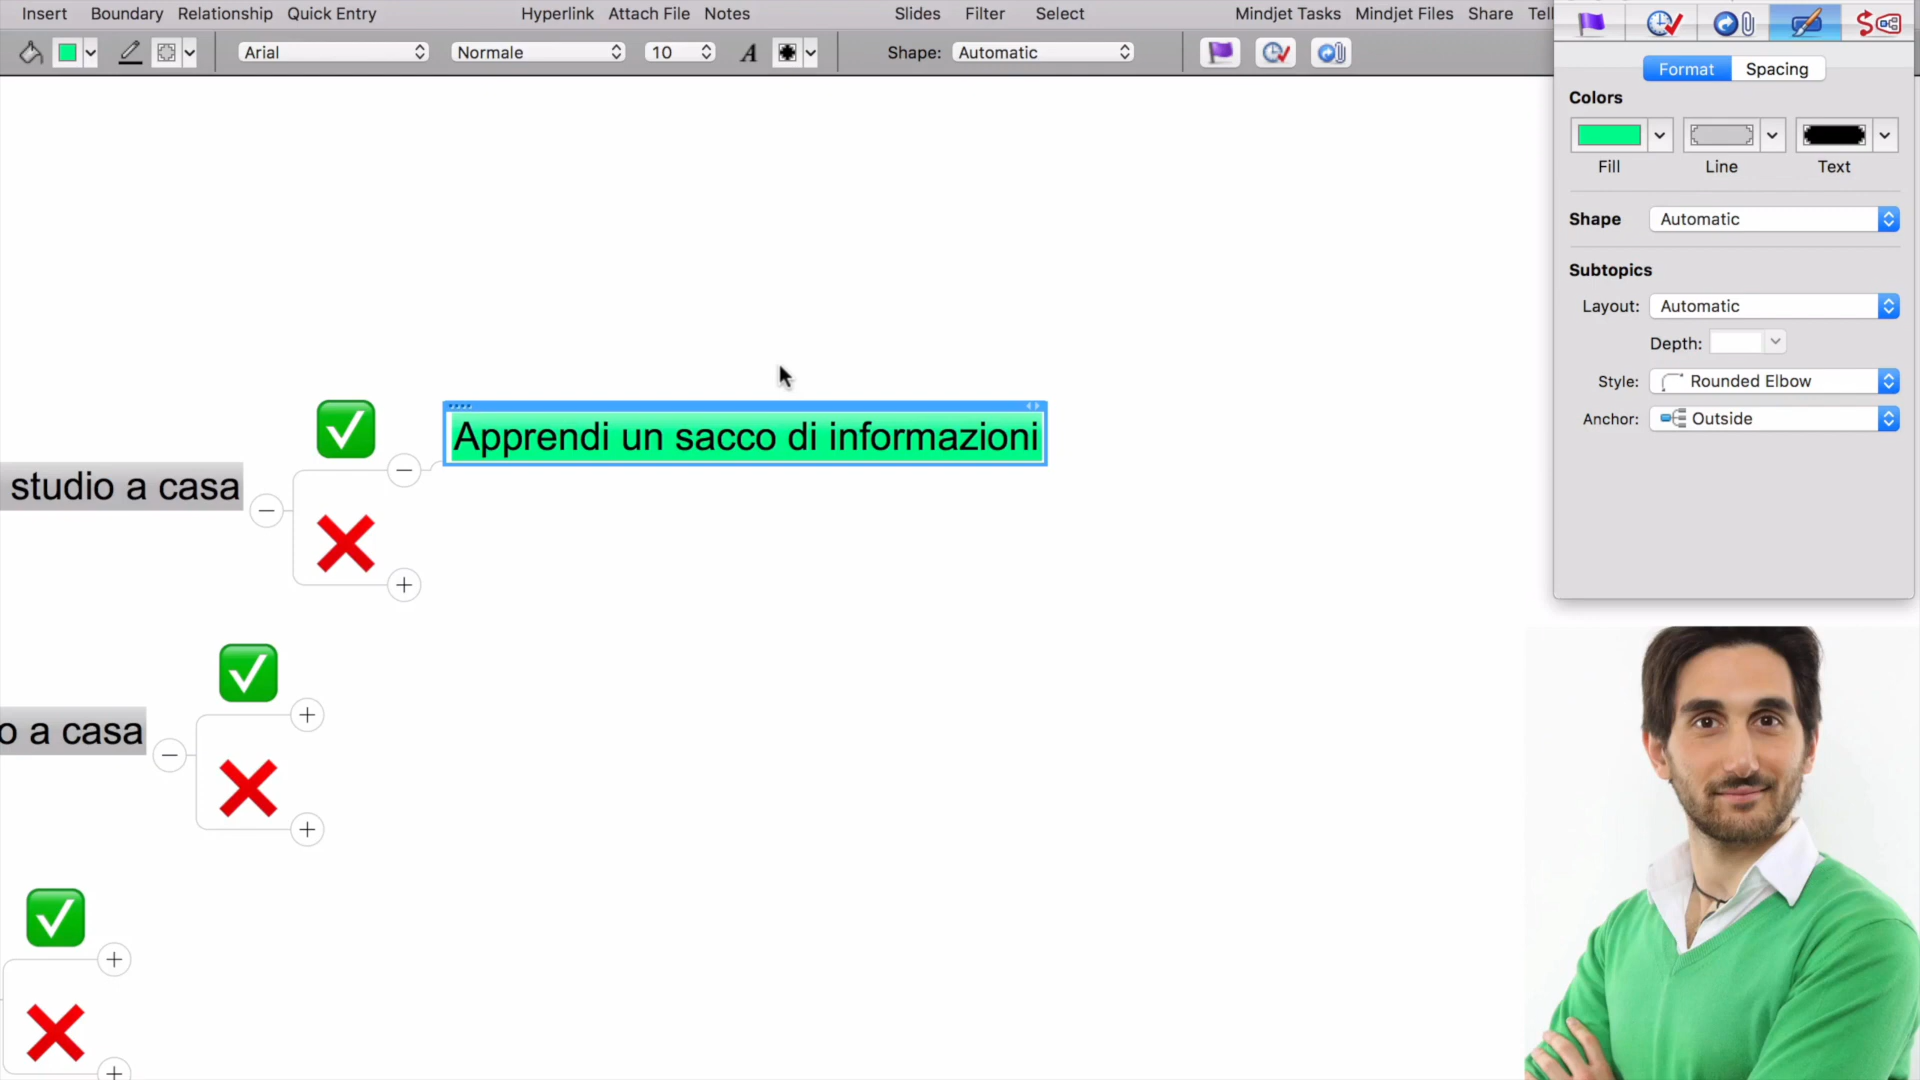 Insert Boundary Relationship Quick Entry Hyperlink Attach File Notes Slides Filter Select Mindjet Tasks Mindjet Files Share Tell
Arial Normale 10 A Shape: Automatic
Format Spacing
Colors
Fill Line Text
Shape Automatic
Subtopics
Layout: Automatic
Depth:
Style: Rounded Elbow
Anchor: Outside
Apprendi un sacco di informazioni
studio a casa
o a casa